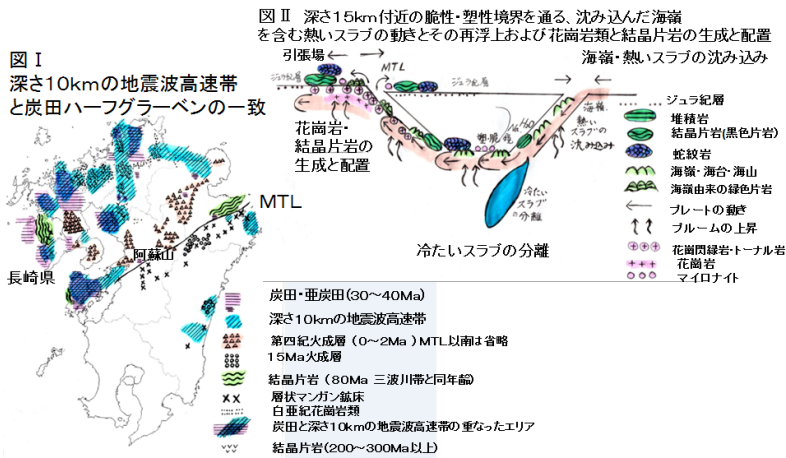 図Ⅰ
深さ10kmの地震波高速帯
と炭田ハーフグラーベンの一致
MTL
阿蘇山
長崎県
炭田・亜炭田(30～40Ma)
深さ10kmの地震波高速帯
第四紀火成層 (0～2Ma )MTL以南は省略
15Ma火成層
結晶片岩 (80Ma 三波川帯と同年齢)
層状マンガン鉱床
白亜紀花崗岩類
炭田と深さ10kmの地震波高速帯の重なったエリア
結晶片岩(200～300Ma以上)
図Ⅱ 深さ15km付近の脆性・塑性境界を通る、沈み込んだ海嶺
を含む熱いスラブの動きとその再浮上および花崗岩類と結晶片岩の生成と配置
引張場
MTL
海嶺・熱いスラブの沈み込み
ジュラ紀層
ジュラ紀層
花崗岩・
結晶片岩の
生成と配置
海嶺
熱い
スラブの
沈み込み
冷たい
スラブ
の分離
冷たいスラブの分離
ジュラ紀層
堆積岩
結晶片岩(黒色片岩)
蛇紋岩
海嶺・海台・海山
海嶺由来の緑色片岩
プレートの動き
プルームの上昇
花崗閃緑岩・トーナル岩
花崗岩
マイロナイト